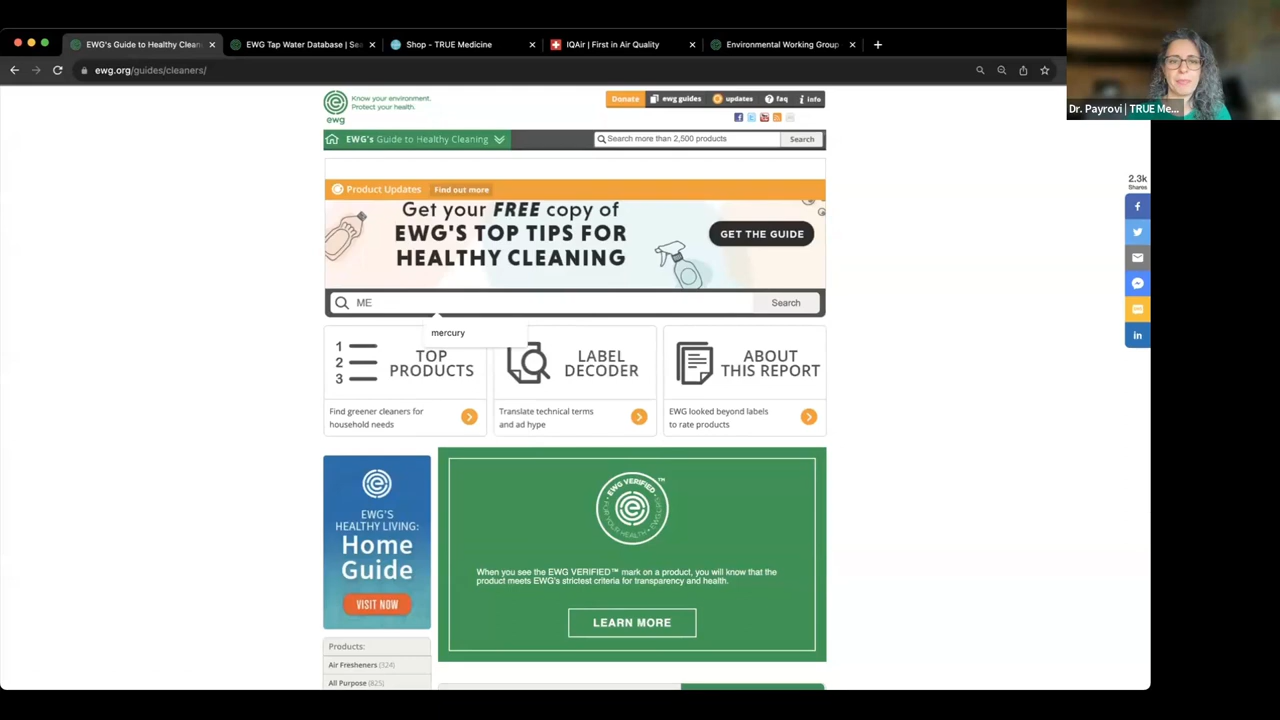 EWG's Guide to Healthy Clean
EWG Tap Water Database | Se
Shop - TRUE Medicine
IQAir | First in Air Quality
Environmental Working Group
ewg.org/guides/cleaners/
Dr. Payrovi | TRUE Me...
Know your environment.
Protect your health.
ewg
Donate
ewg guides
updates
faq
info
EWG's Guide to Healthy Cleaning
Search more than 2,500 products
Search
Product Updates
Find out more
Get your FREE copy of
EWG'S TOP TIPS FOR
HEALTHY CLEANING
GET THE GUIDE
ME
Search
mercury
1
2
3
TOP
PRODUCTS
Find greener cleaners for
household needs
LABEL
DECODER
Translate technical terms
and ad hype
ABOUT
THIS REPORT
EWG looked beyond labels
to rate products
2.3k
Shares
EWG'S
HEALTHY LIVING:
Home
Guide
VISIT NOW
EWG VERIFIED™
FOR YOUR HEALTH
When you see the EWG VERIFIED™ mark on a product, you will know that the
product meets EWG's strictest criteria for transparency and health.
LEARN MORE
Products:
Air Fresheners (324)
All Purpose (825)